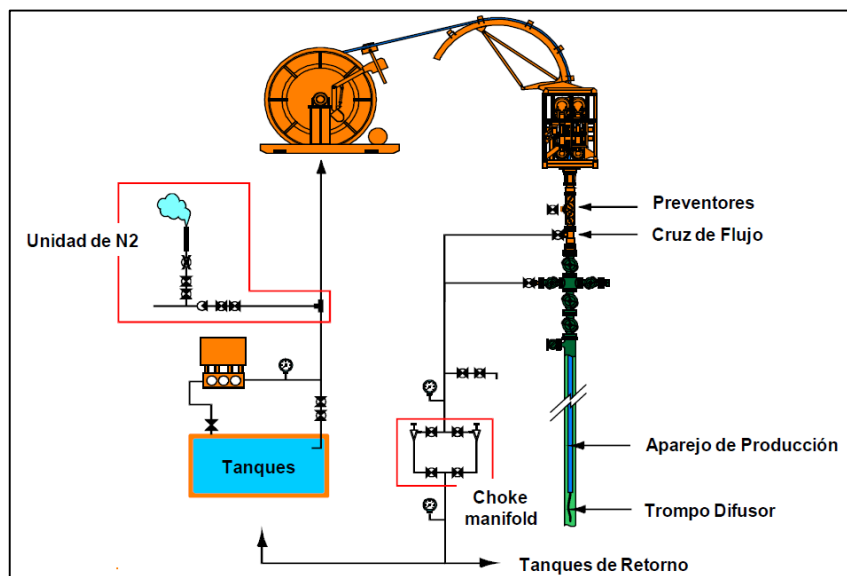 Preventores
Unidad de N2
Cruz de Flujo
Aparejo de Producción
Tanques
Choke
manifold
Trompo Difusor
Tanques de Retorno